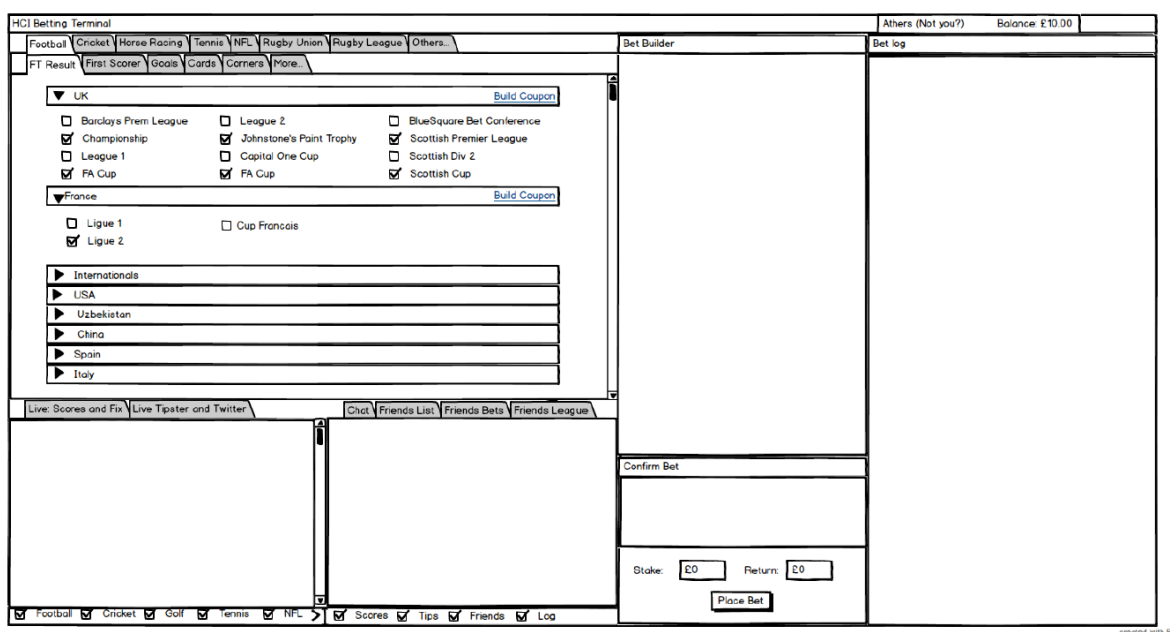 HCI Betting Terminal
Athers (Not you?) Balance: £10.00
Football Cricket Horse Racing Tennis NFL Rugby Union Rugby League Others...
Bet Builder
Bet log
FT Result First Scorer Goals Cards Corners More...
UK Build Coupon
Barclays Prem League League 2 BlueSquare Bet Conference
Championship Johnstone's Paint Trophy Scottish Premier League
League 1 Capital One Cup Scottish Div 2
FA Cup FA Cup Scottish Cup
France Build Coupon
Ligue 1 Cup Francais
Ligue 2
Internationals
USA
Uzbekistan
China
Spain
Italy
Live: Scores and Fix Live Tipster and Twitter
Chat Friends List Friends Bets Friends League
Confirm Bet
Stake: £0 Return: £0
Place Bet
Football Cricket Golf Tennis NFL
Scores Tips Friends Log